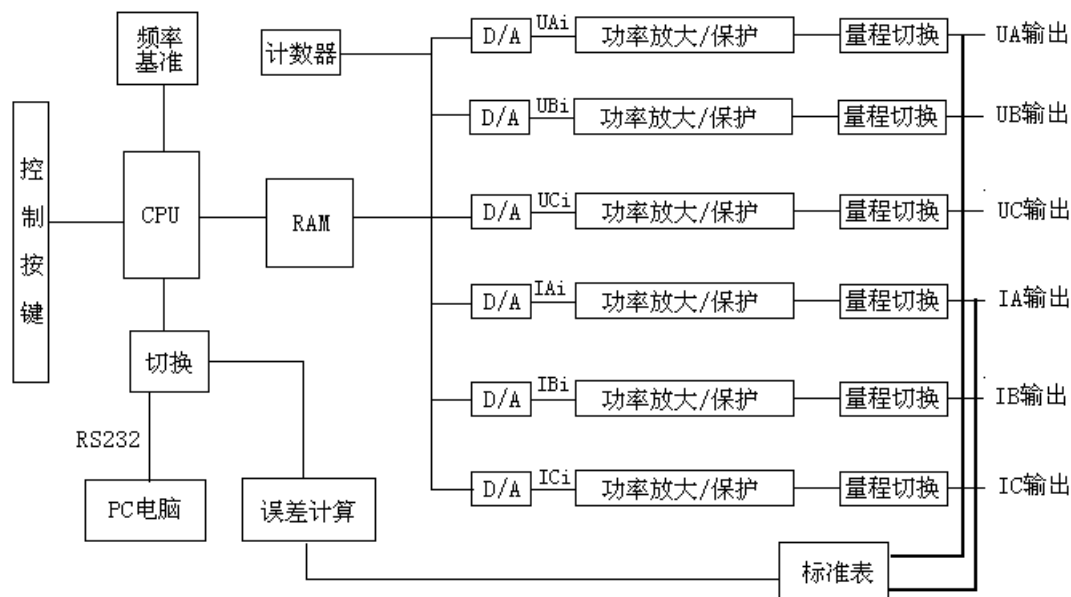 频率
基准
计数器
D/A UAi 功率放大/保护 量程切换 UA输出
D/A UBi 功率放大/保护 量程切换 UB输出
控
制
按
键
CPU
RAM
D/A UCi 功率放大/保护 量程切换 UC输出
D/A IAi 功率放大/保护 量程切换 IA输出
切换
D/A IBi 功率放大/保护 量程切换 IB输出
RS232
PC电脑
误差计算
D/A ICi 功率放大/保护 量程切换 IC输出
标准表